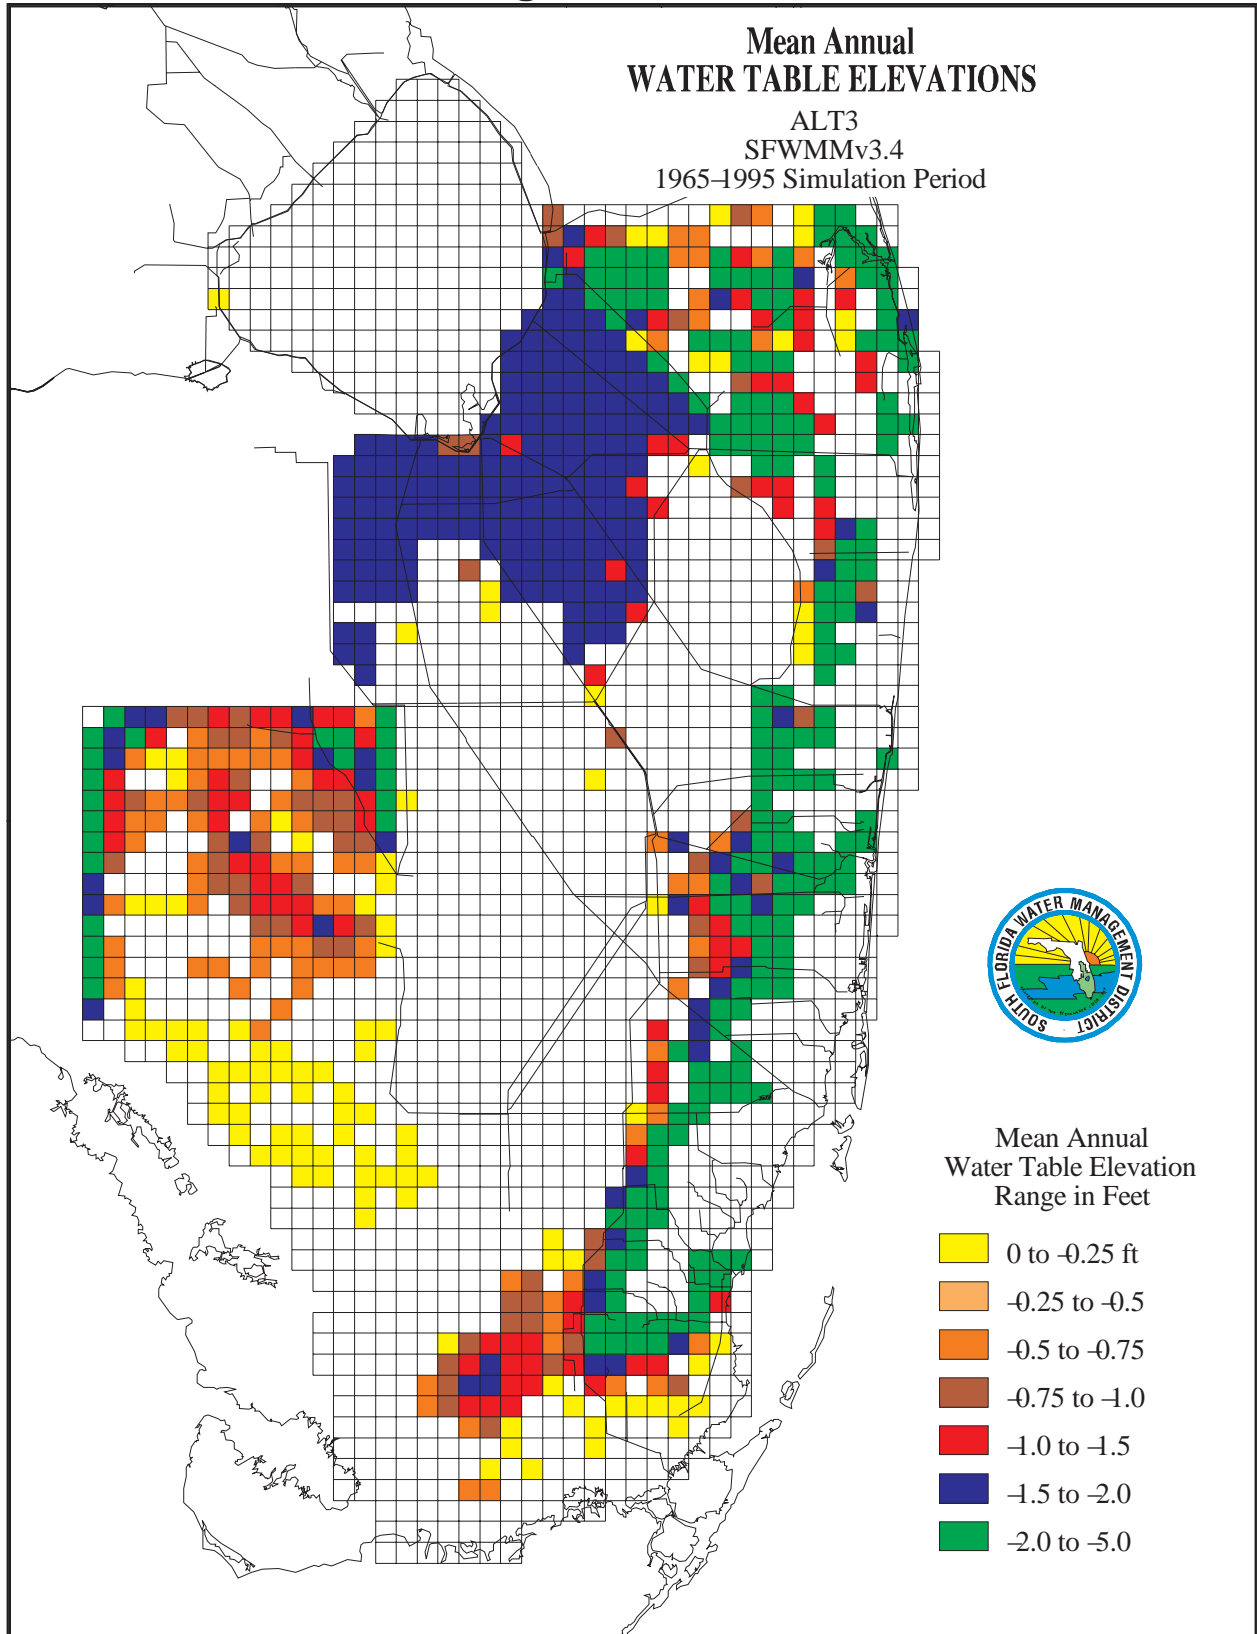 Mean Annual
WATER TABLE ELEVATIONS
ALT3
SFWMMv3.4
1965–1995 Simulation Period
SOUTH FLORIDA WATER MANAGEMENT DISTRICT
Mean Annual
Water Table Elevation
Range in Feet
0 to –0.25 ft
–0.25 to –0.5
–0.5 to –0.75
–0.75 to –1.0
–1.0 to –1.5
–1.5 to –2.0
–2.0 to –5.0